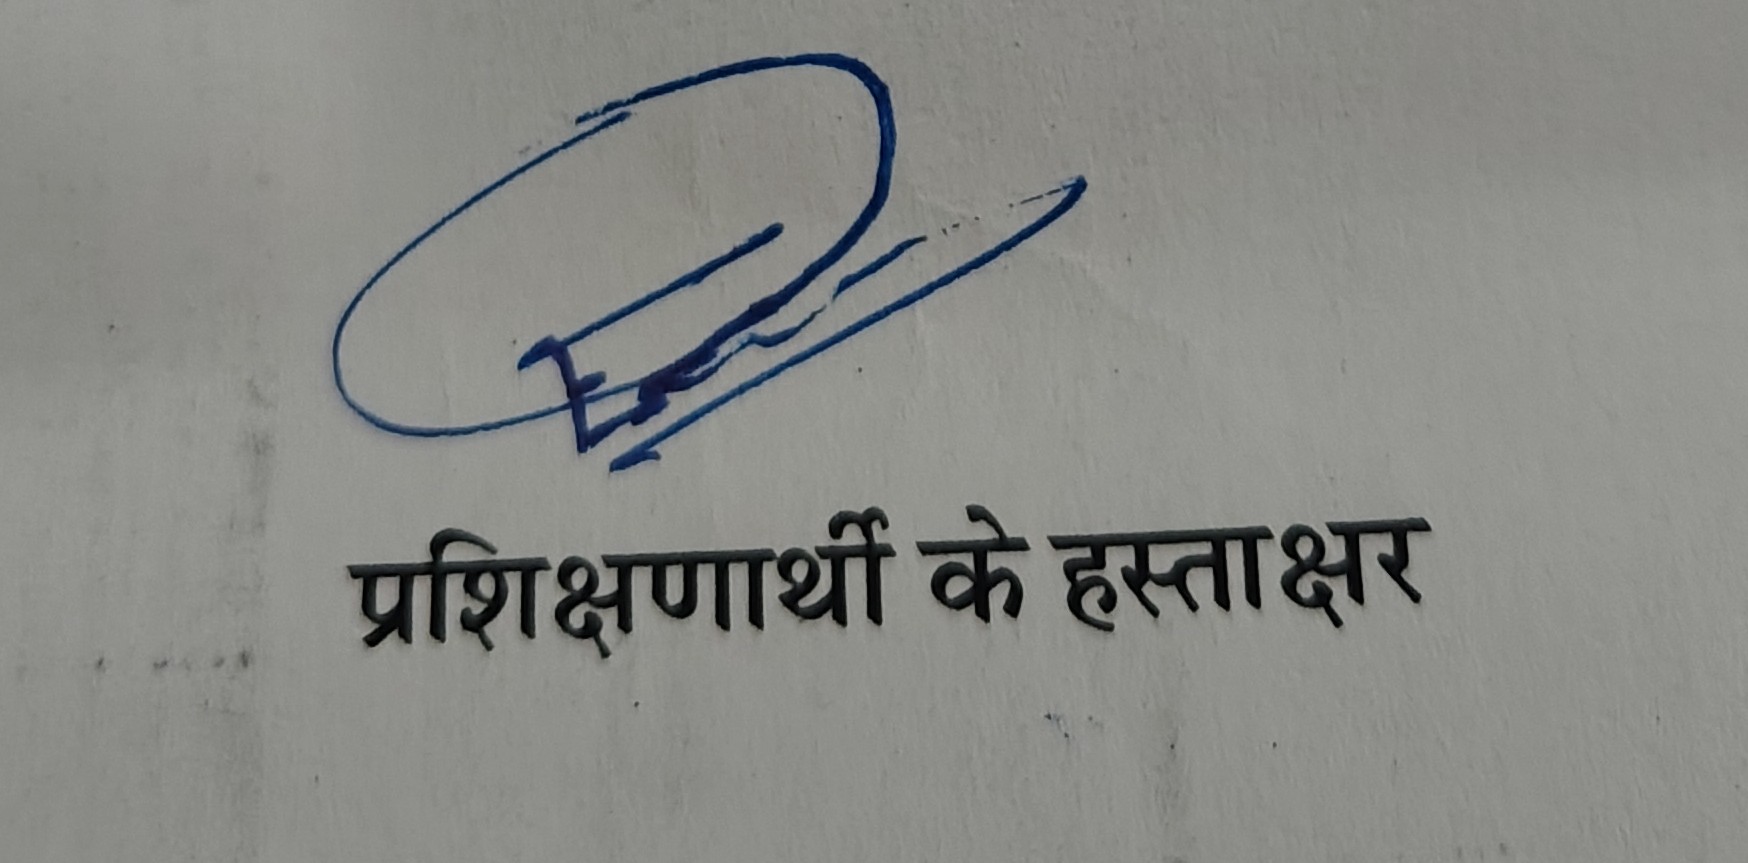 प्रशिक्षणार्थी के हस्ताक्षर